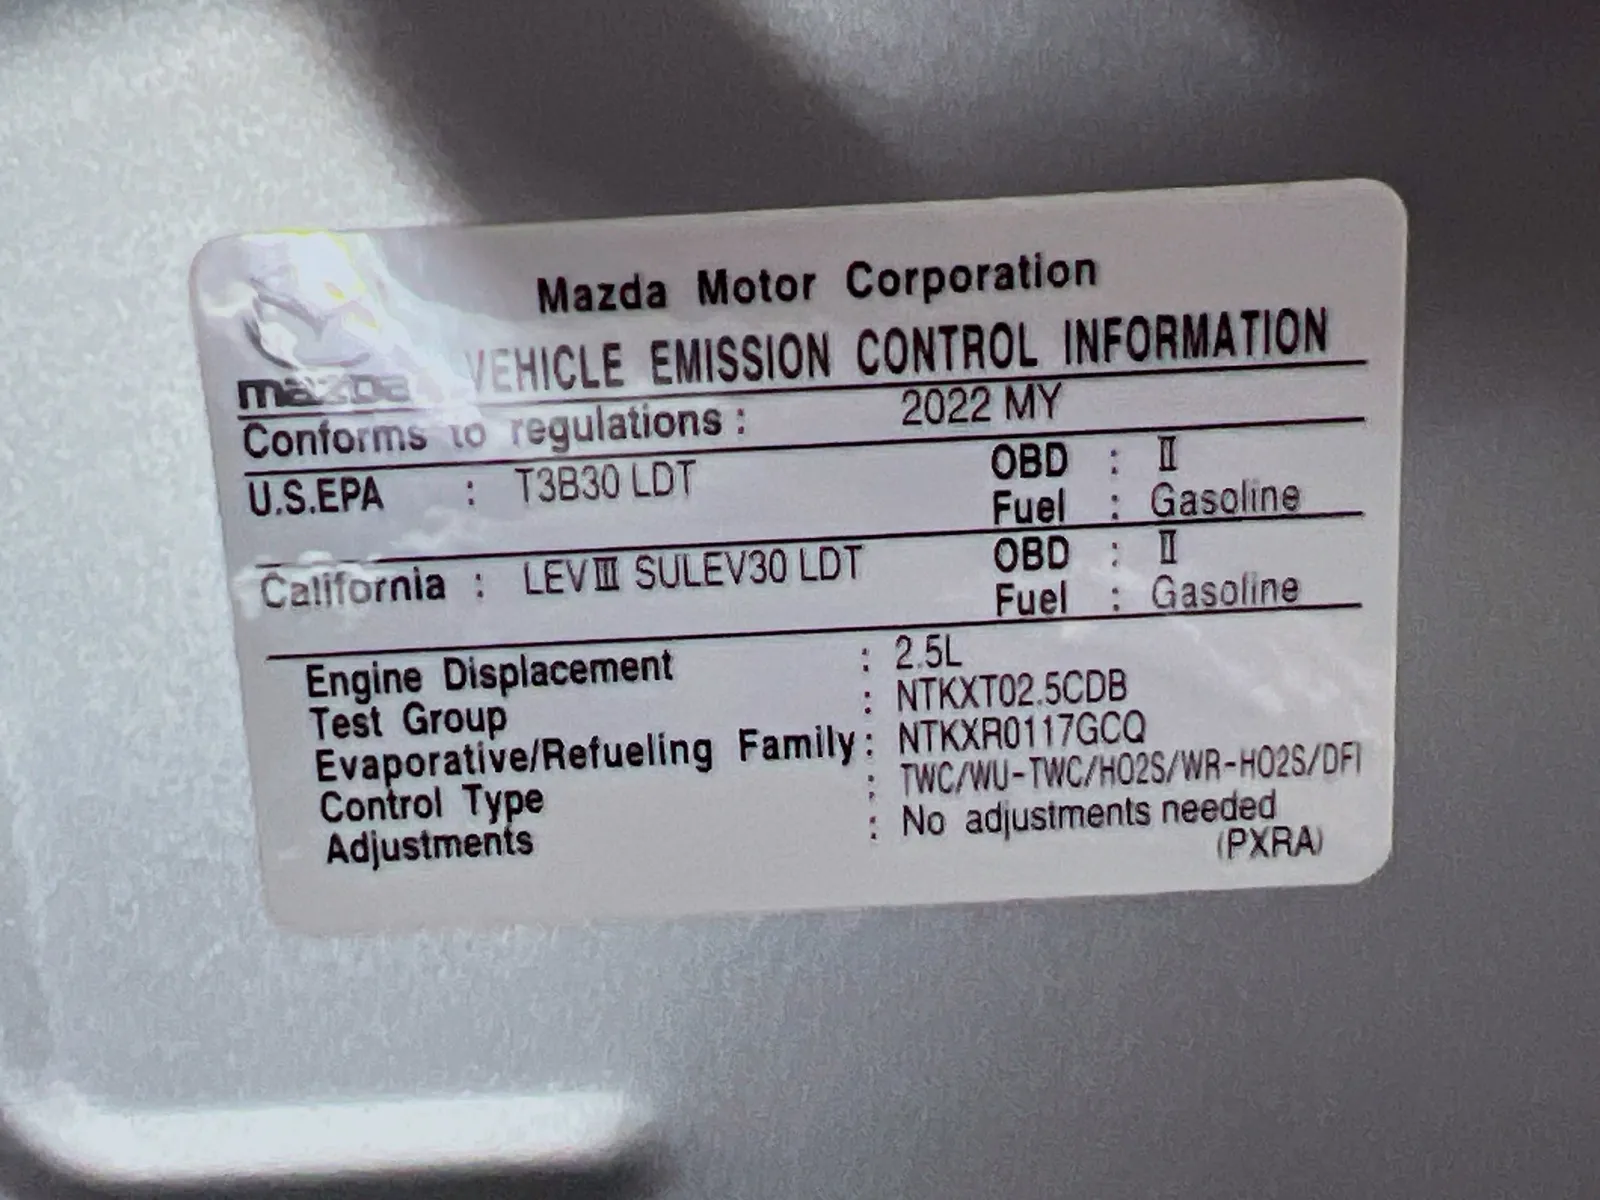 Mazda Motor Corporation
mazda VEHICLE EMISSION CONTROL INFORMATION
Conforms to regulations : 2022 MY
U.S.EPA : T3B30 LDT OBD : Ⅱ
Fuel : Gasoline
California : LEVⅢ SULEV30 LDT OBD : Ⅱ
Fuel : Gasoline
Engine Displacement : 2.5L
Test Group : NTKXT02.5CDB
Evaporative/Refueling Family : NTKXR0117GCQ
Control Type : TWC/WU-TWC/HO2S/WR-HO2S/DFI
Adjustments : No adjustments needed
(PXRA)